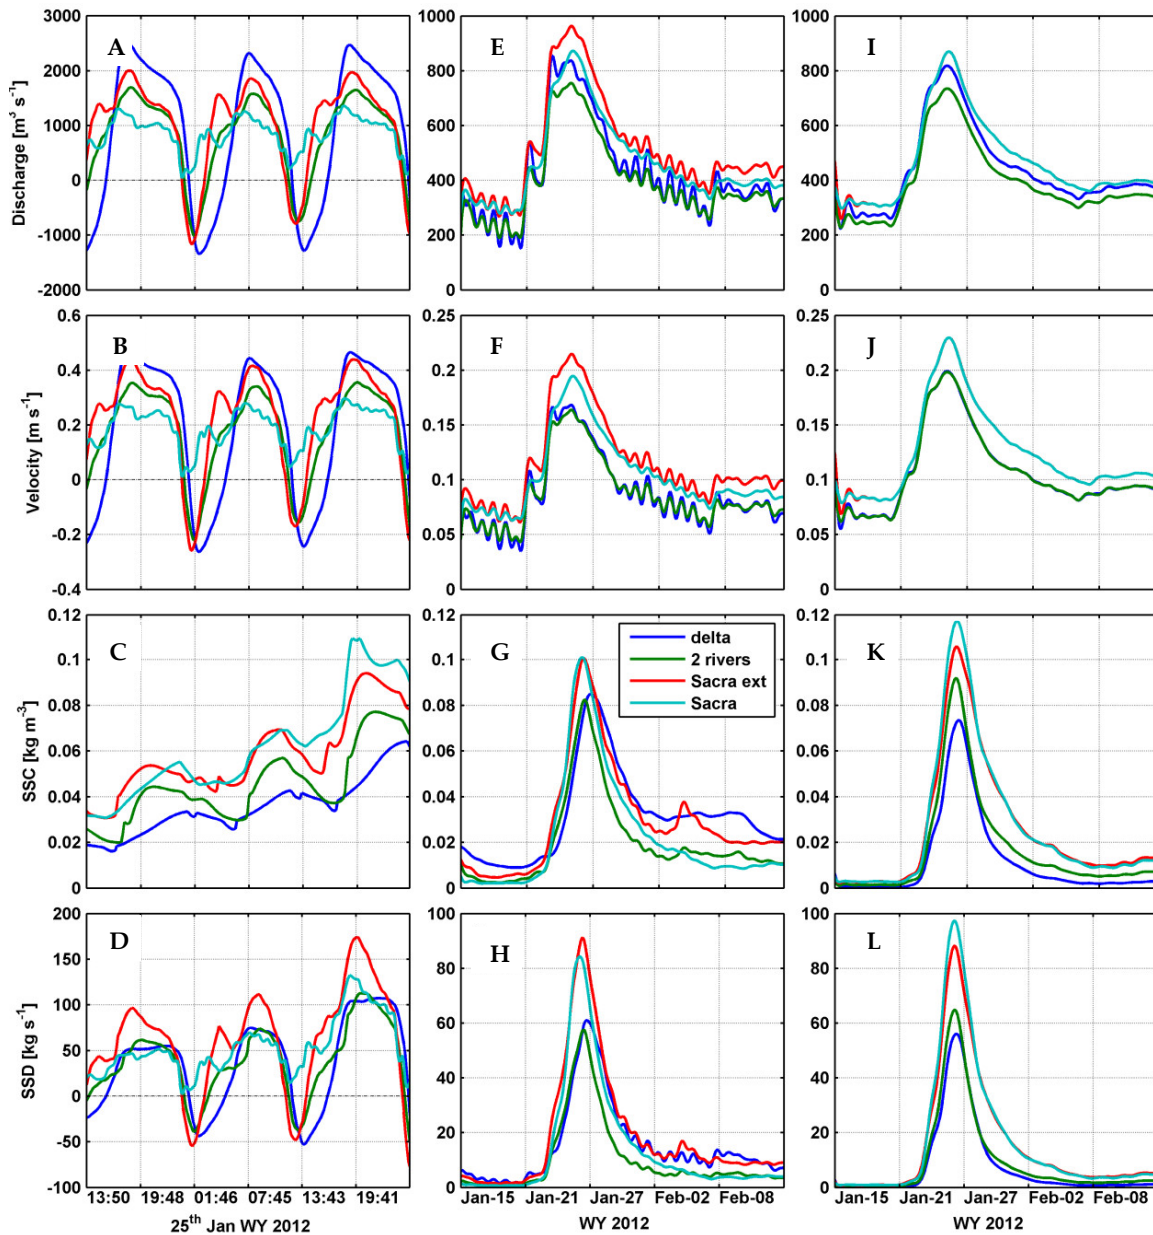 A
3000
2000
1000
0
-1000
-2000
Discharge [m³ s⁻¹]
E
1000
800
600
400
200
0
I
1000
800
600
400
200
0
B
0.6
0.4
0.2
0
-0.2
-0.4
Velocity [m s⁻¹]
F
0.25
0.2
0.15
0.1
0.05
0
J
0.25
0.2
0.15
0.1
0.05
0
C
0.12
0.1
0.08
0.06
0.04
0.02
0
SSC [kg m⁻³]
G
0.12
0.1
0.08
0.06
0.04
0.02
0
delta
2 rivers
Sacra ext
Sacra
K
0.12
0.1
0.08
0.06
0.04
0.02
0
D
200
150
100
50
0
-50
-100
SSD [kg s⁻¹]
13:50 19:48 01:46 07:45 13:43 19:41
25th Jan WY 2012
H
100
80
60
40
20
0
Jan-15 Jan-21 Jan-27 Feb-02 Feb-08
WY 2012
L
100
80
60
40
20
0
Jan-15 Jan-21 Jan-27 Feb-02 Feb-08
WY 2012